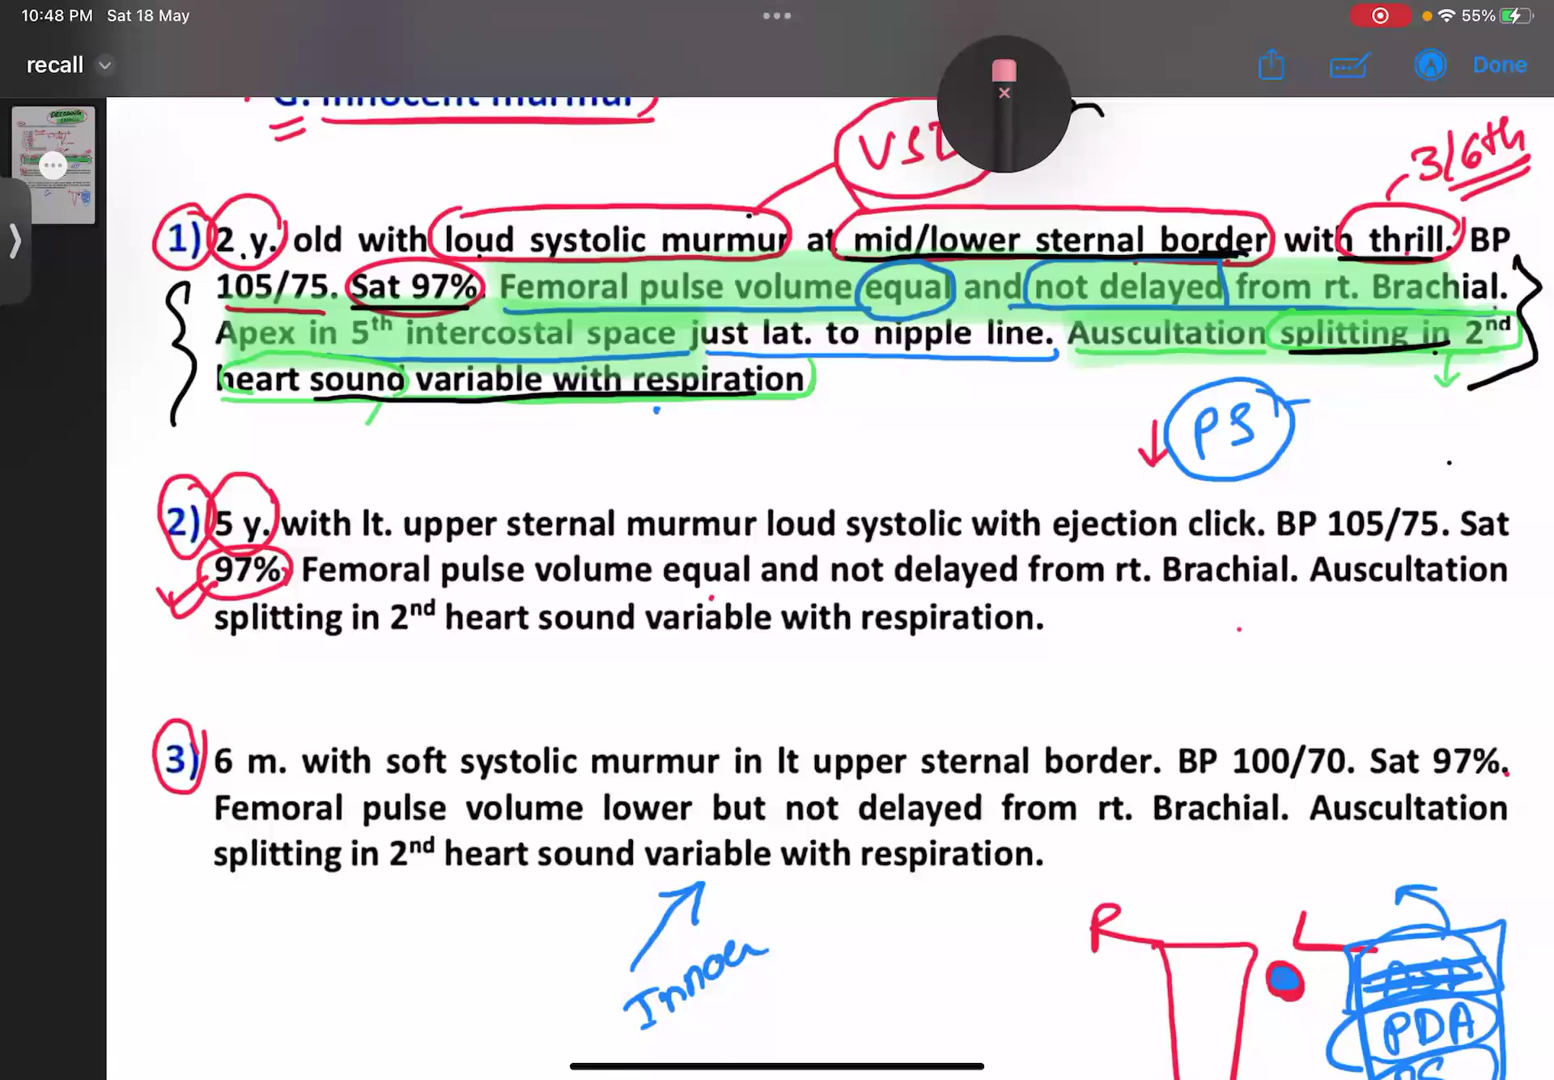 10:48 PM Sat 18 May
55%
recall
Done
G. Innocent murmur
3/6th
1) 2 y. old with loud systolic murmur at mid/lower sternal border with thrill. BP
105/75. Sat 97%. Femoral pulse volume equal and not delayed from rt. Brachial.
Apex in 5th intercostal space just lat. to nipple line. Auscultation splitting in 2nd
heart sound variable with respiration
PS
2) 5 y. with lt. upper sternal murmur loud systolic with ejection click. BP 105/75. Sat
97%. Femoral pulse volume equal and not delayed from rt. Brachial. Auscultation
splitting in 2nd heart sound variable with respiration.
3) 6 m. with soft systolic murmur in lt upper sternal border. BP 100/70. Sat 97%.
Femoral pulse volume lower but not delayed from rt. Brachial. Auscultation
splitting in 2nd heart sound variable with respiration.
R L
PDA